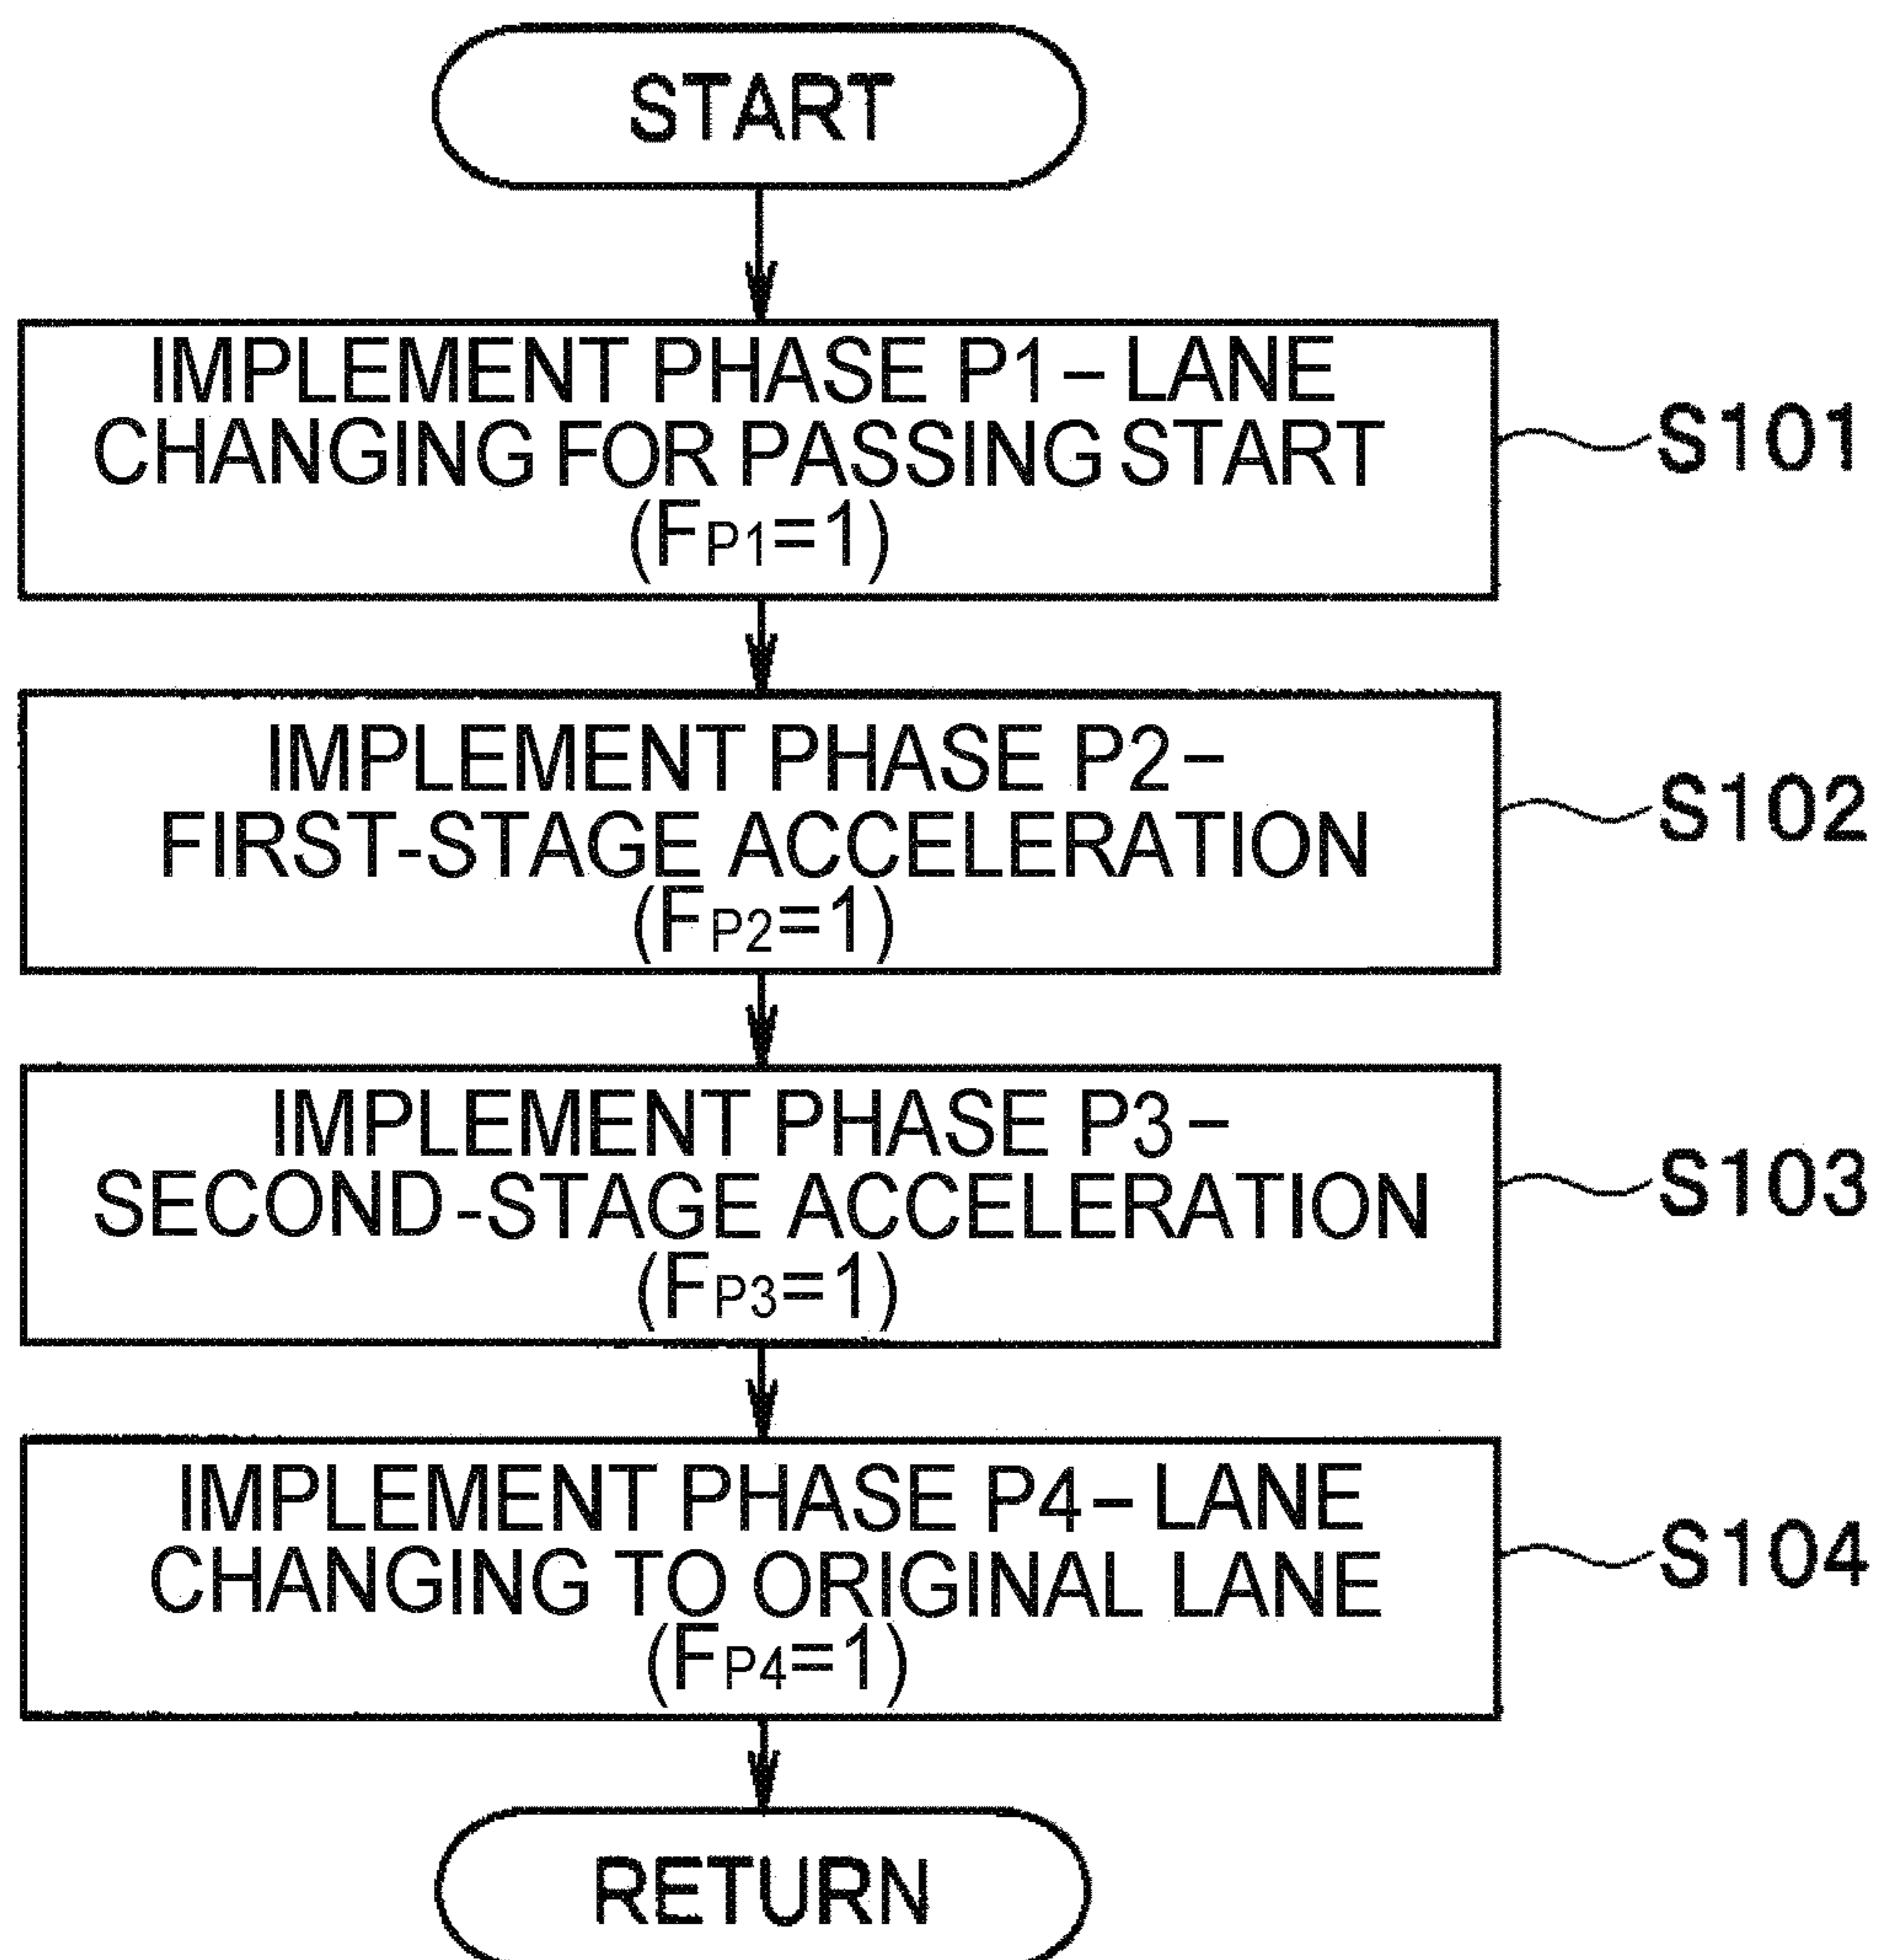 START
IMPLEMENT PHASE P1 – LANE
CHANGING FOR PASSING START
(FP1=1)
S101
IMPLEMENT PHASE P2 –
FIRST-STAGE ACCELERATION
(FP2=1)
S102
IMPLEMENT PHASE P3 –
SECOND-STAGE ACCELERATION
(FP3=1)
S103
IMPLEMENT PHASE P4 – LANE
CHANGING TO ORIGINAL LANE
(FP4=1)
S104
RETURN